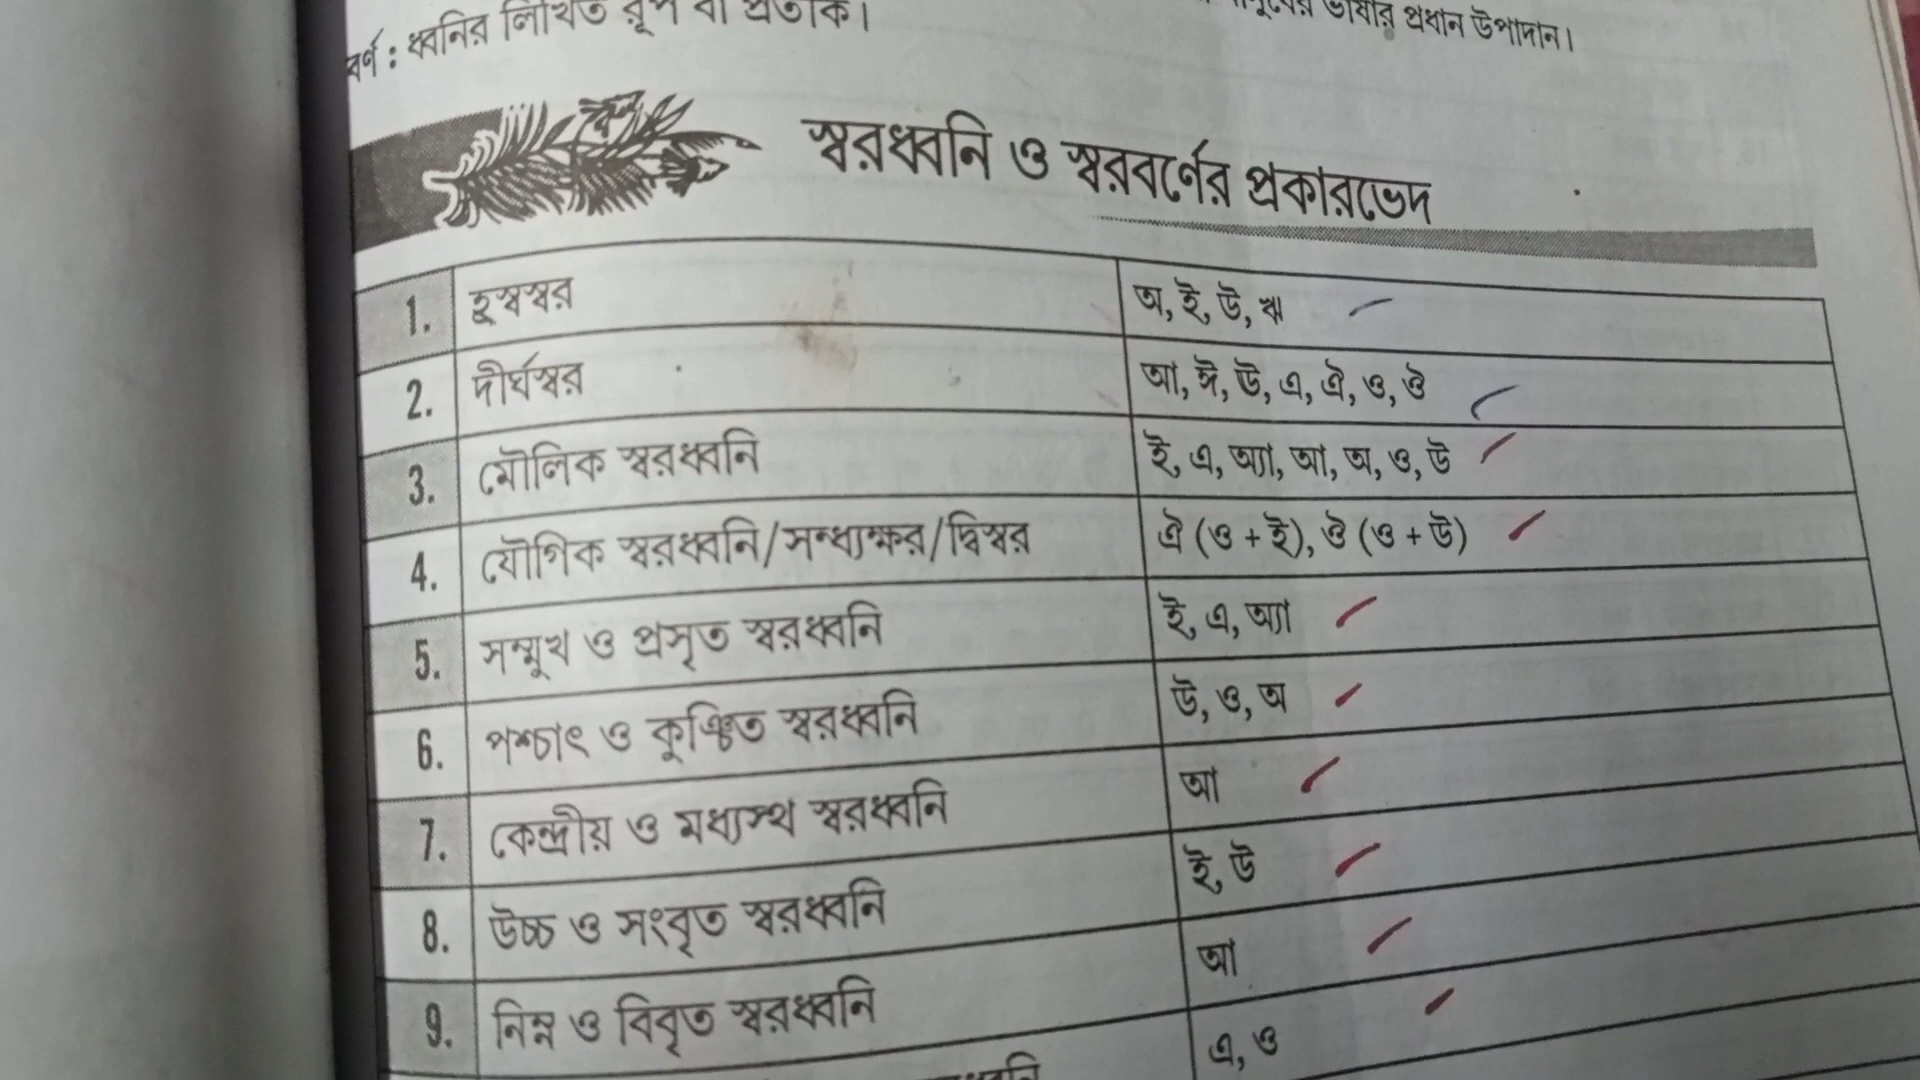 মানুষের ভাষার প্রধান উপাদান।
বর্ণ : ধ্বনির লিখিত রূপ বা প্রতীক।
স্বরধ্বনি ও স্বরবর্ণের প্রকারভেদ
1. হ্রস্বস্বর অ, ই, উ, ঋ
2. দীর্ঘস্বর আ, ঈ, ঊ, এ, ঐ, ও, ঔ
3. মৌলিক স্বরধ্বনি ই, এ, অ্যা, আ, অ, ও, উ
4. যৌগিক স্বরধ্বনি/সন্ধ্যক্ষর/দ্বিস্বর ঐ (ও + ই), ঔ (ও + উ)
5. সম্মুখ ও প্রসৃত স্বরধ্বনি ই, এ, অ্যা
6. পশ্চাৎ ও কুঞ্চিত স্বরধ্বনি উ, ও, অ
7. কেন্দ্রীয় ও মধ্যস্থ স্বরধ্বনি আ
8. উচ্চ ও সংবৃত স্বরধ্বনি ই, উ
9. নিম্ন ও বিবৃত স্বরধ্বনি আ
এ, ও